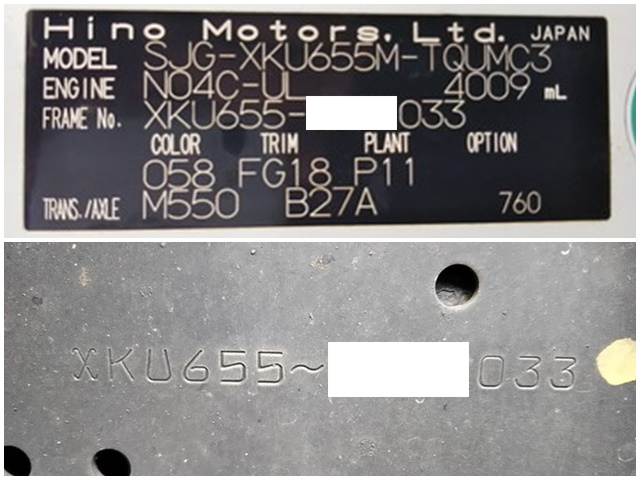 Hino Motors, Ltd. JAPAN
MODEL SJG-XKU655M-TQUMC3
ENGINE N04C-UL 4009 mL
FRAME No. XKU655- 033
COLOR TRIM PLANT OPTION
058 FG18 P11
TRANS./AXLE M550 B27A 760
XKU655~ 033